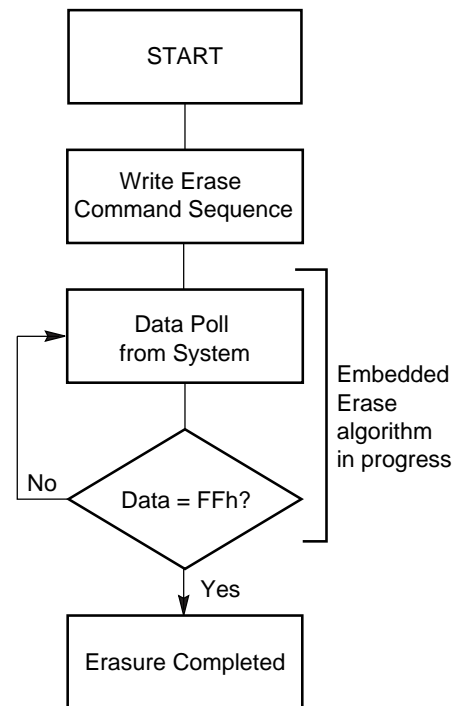 START
Write Erase
Command Sequence
Data Poll
from System
Embedded
Erase
algorithm
in progress
No
Data = FFh?
Yes
Erasure Completed